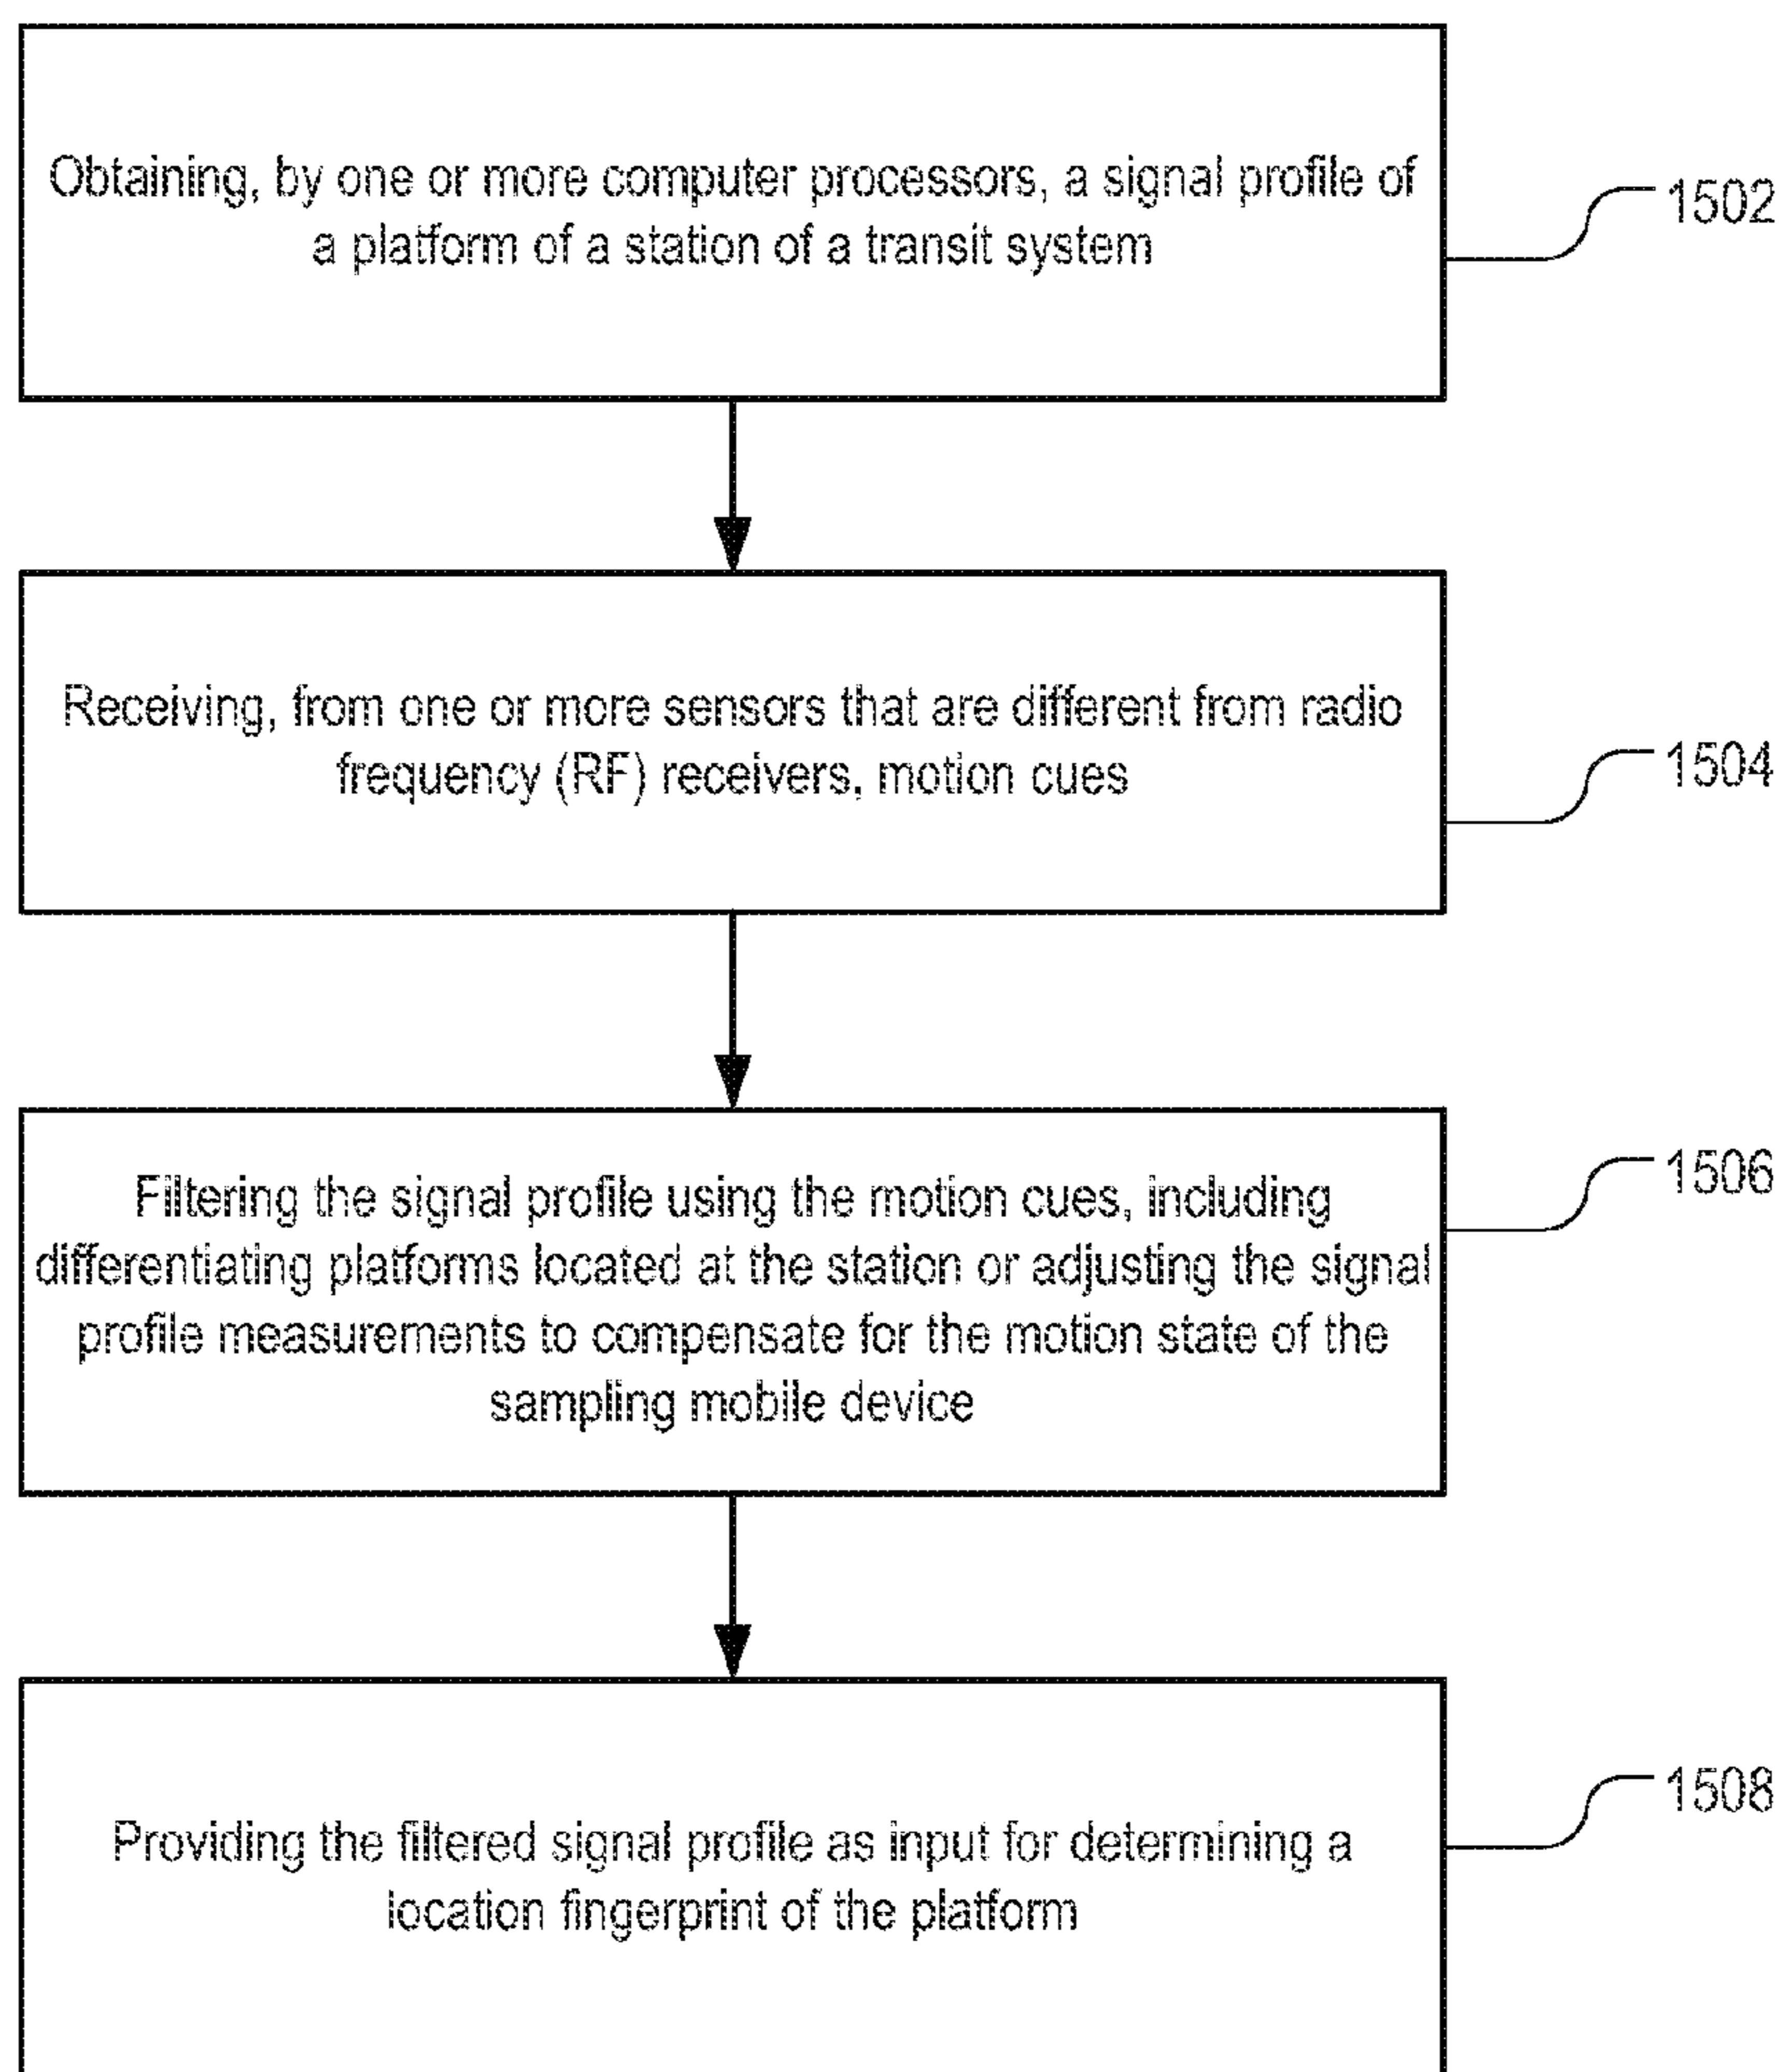 Obtaining, by one or more computer processors, a signal profile of
a platform of a station of a transit system
1502
Receiving, from one or more sensors that are different from radio
frequency (RF) receivers, motion cues
1504
Filtering the signal profile using the motion cues, including
differentiating platforms located at the station or adjusting the signal
profile measurements to compensate for the motion state of the
sampling mobile device
1506
Providing the filtered signal profile as input for determining a
location fingerprint of the platform
1508